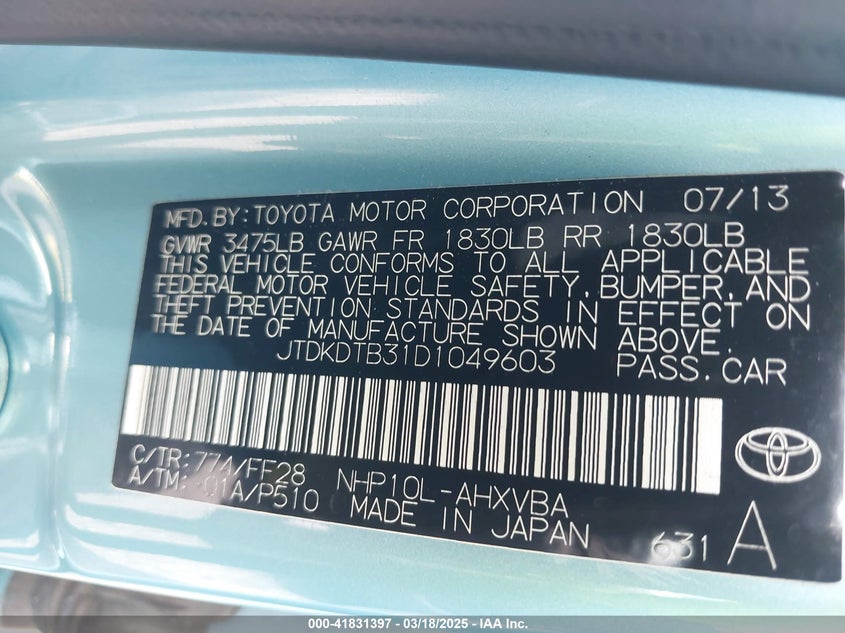 MFD. BY: TOYOTA MOTOR CORPORATION 07/13
GVWR 3475LB GAWR FR 1830LB RR 1830LB
THIS VEHICLE CONFORMS TO ALL APPLICABLE
FEDERAL MOTOR VEHICLE SAFETY, BUMPER, AND
THEFT PREVENTION STANDARDS IN EFFECT ON
THE DATE OF MANUFACTURE SHOWN ABOVE.
JTDKDTB31D1049603 PASS. CAR
C/TR: 774/FF28 NHP10L-AHXVBA
A/TM: -01A/P510 MADE IN JAPAN
631 A
000-41831397 - 03/18/2025 - IAA Inc.